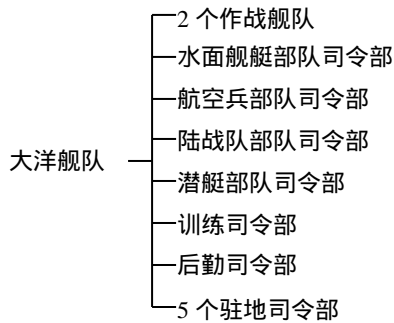 2 个作战舰队
水面舰艇部队司令部
航空兵部队司令部
陆战队部队司令部
大洋舰队
潜艇部队司令部
训练司令部
后勤司令部
5 个驻地司令部